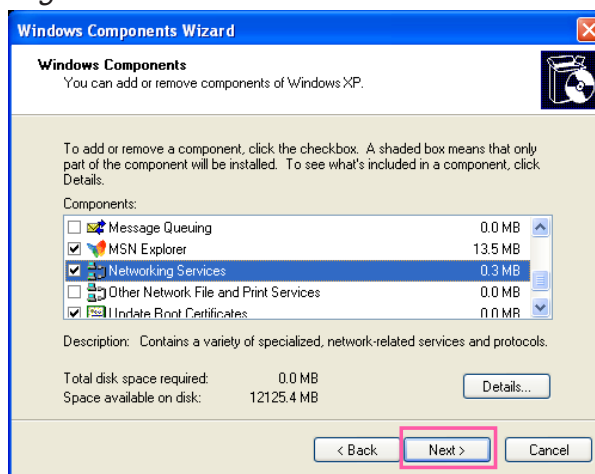 Windows Components Wizard
Windows Components
You can add or remove components of Windows XP.
To add or remove a component, click the checkbox. A shaded box means that only
part of the component will be installed. To see what's included in a component, click
Details.
Components:
Message Queuing 0.0 MB
MSN Explorer 13.5 MB
Networking Services 0.3 MB
Other Network File and Print Services 0.0 MB
Update Root Certificates 0.0 MB
Description: Contains a variety of specialized, network-related services and protocols.
Total disk space required: 0.0 MB
Space available on disk: 12125.4 MB
Details...
< Back Next > Cancel